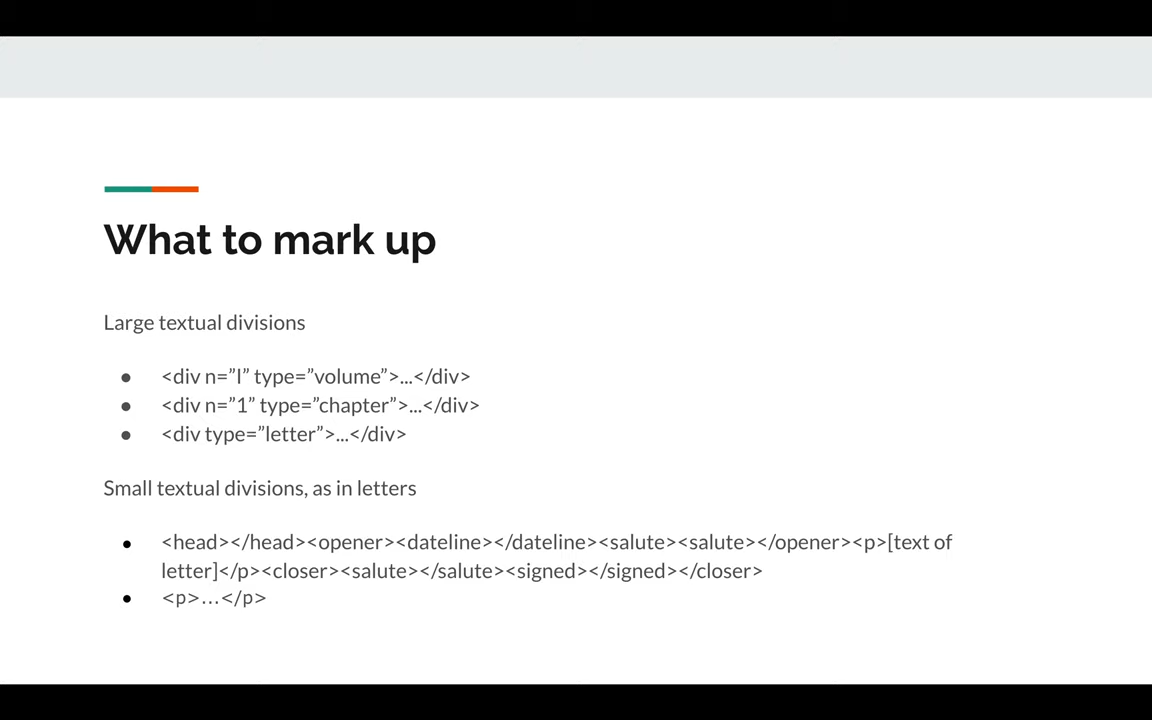 What to mark up
Large textual divisions
● <div n=”I” type=”volume”>...</div>
● <div n=”1” type=”chapter”>...</div>
● <div type=”letter”>...</div>
Small textual divisions, as in letters
● <head></head><opener><dateline></dateline><salute><salute></opener><p>[text of
letter]</p><closer><salute></salute><signed></signed></closer>
● <p>…</p>